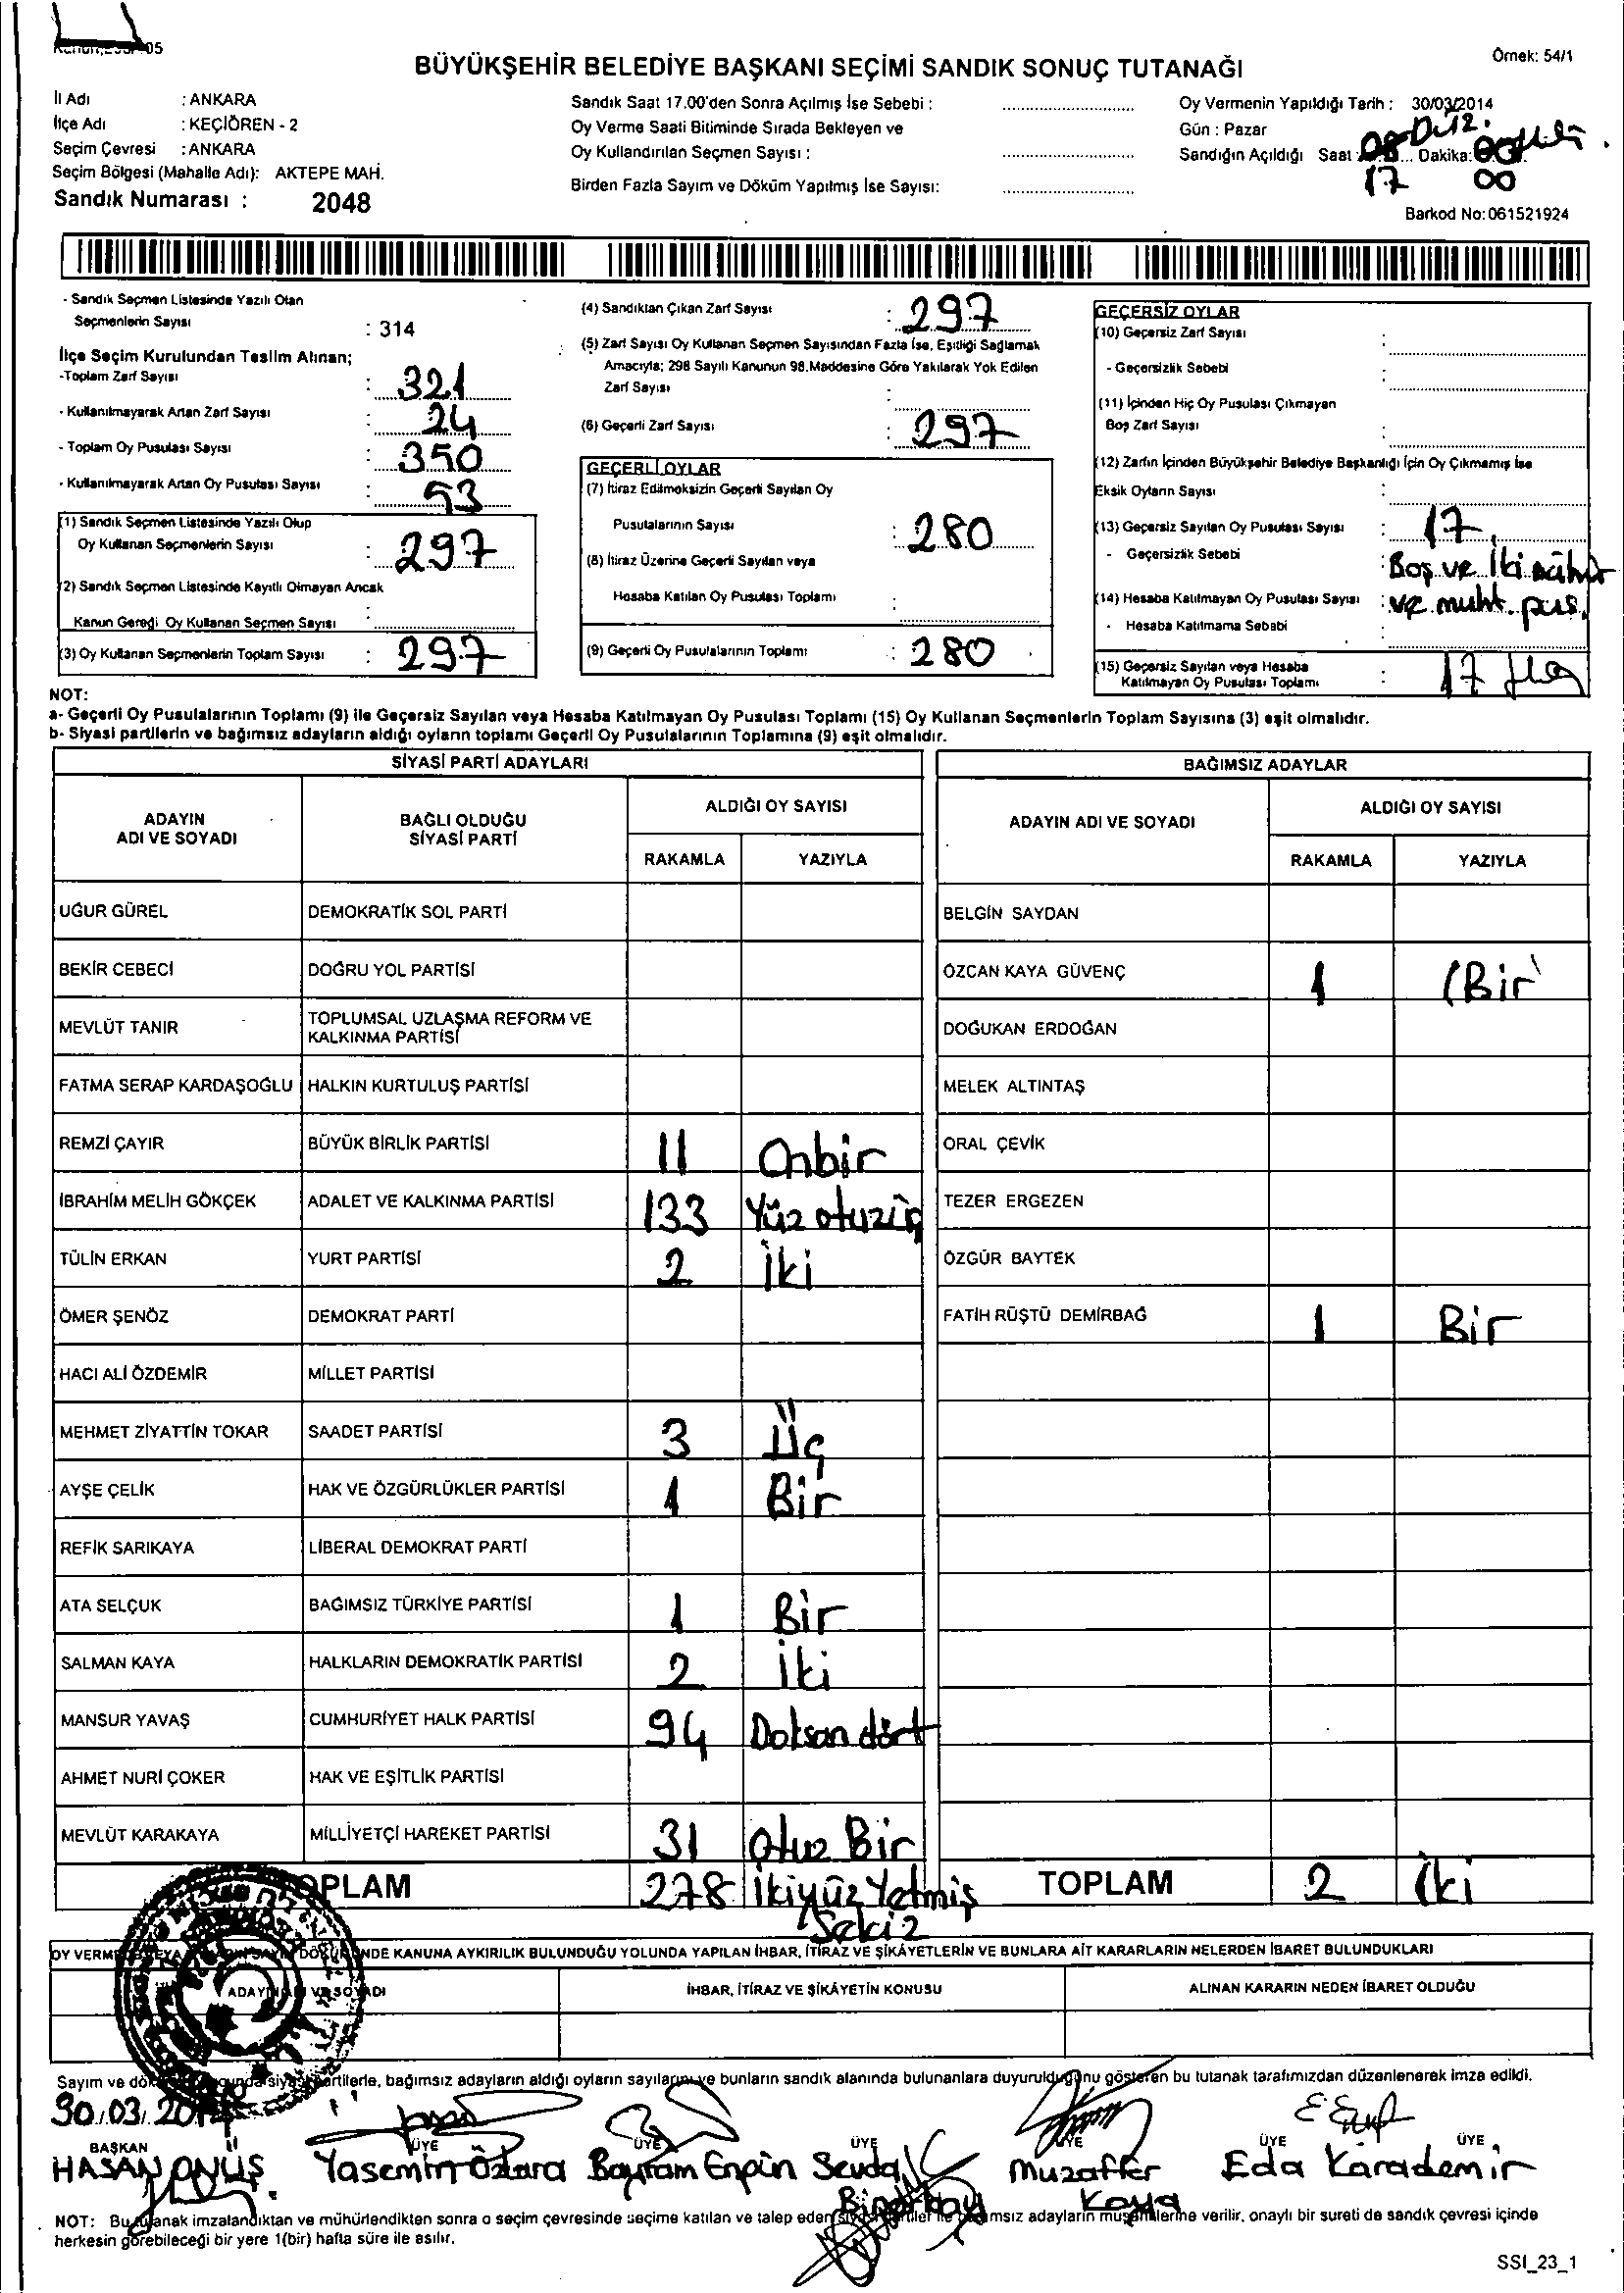 BÜYÜKŞEHİR BELEDİYE BAŞKANI SEÇİMİ SANDIK SONUÇ TUTANAĞI
Örnek: 54/1
İl Adı : ANKARA
İlçe Adı : KEÇİÖREN - 2
Seçim Çevresi : ANKARA
Seçim Bölgesi (Mahalle Adı): AKTEPE MAH.
Sandık Numarası : 2048
Sandık Saat 17.00'den Sonra Açılmış İse Sebebi :
Oy Verme Saati Bitiminde Sırada Bekleyen ve
Oy Kullandırılan Seçmen Sayısı :
Birden Fazla Sayım ve Döküm Yapılmış İse Sayısı:
Oy Vermenin Yapıldığı Tarih : 30/03/2014
Gün : Pazar
Sandığın Açıldığı Saat : Dakika:
17 00
Barkod No:061521924
- Sandık Seçmen Listesinde Yazılı Olan
Seçmenlerin Sayısı : 314
İlçe Seçim Kurulundan Teslim Alınan;
-Toplam Zarf Sayısı : 321
- Kullanılmayarak Artan Zarf Sayısı : 24
- Toplam Oy Pusulası Sayısı : 350
- Kullanılmayarak Artan Oy Pusulası Sayısı : 53
(1) Sandık Seçmen Listesinde Yazılı Olup
Oy Kullanan Seçmenlerin Sayısı : 297
(2) Sandık Seçmen Listesinde Kayıtlı Olmayan Ancak
Kanun Gereği Oy Kullanan Seçmen Sayısı :
(3) Oy Kullanan Seçmenlerin Toplam Sayısı : 297
(4) Sandıktan Çıkan Zarf Sayısı : 297
(5) Zarf Sayısı Oy Kullanan Seçmen Sayısından Fazla İse, Eşitliği Sağlamak
Amacıyla; 298 Sayılı Kanunun 98.Maddesine Göre Yakılarak Yok Edilen
Zarf Sayısı :
(6) Geçerli Zarf Sayısı : 297
GEÇERLİ OYLAR
(7) İtiraz Edilmeksizin Geçerli Sayılan Oy
Pusulalarının Sayısı : 280
(8) İtiraz Üzerine Geçerli Sayılan veya
Hesaba Katılan Oy Pusulası Toplamı :
(9) Geçerli Oy Pusulalarının Toplamı : 280
GEÇERSİZ OYLAR
(10) Geçersiz Zarf Sayısı :
- Geçersizlik Sebebi :
(11) İçinden Hiç Oy Pusulası Çıkmayan
Boş Zarf Sayısı :
(12) Zarfın İçinden Büyükşehir Belediye Başkanlığı İçin Oy Çıkmamış İse
Eksik Oyların Sayısı :
(13) Geçersiz Sayılan Oy Pusulası Sayısı : 17
- Geçersizlik Sebebi : Boş ve İki mühür
(14) Hesaba Katılmayan Oy Pusulası Sayısı : ve muht. pus.
- Hesaba Katılmama Sebebi :
(15) Geçersiz Sayılan veya Hesaba
Katılmayan Oy Pusulası Toplamı : 17
NOT:
a- Geçerli Oy Pusulalarının Toplamı (9) ile Geçersiz Sayılan veya Hesaba Katılmayan Oy Pusulası Toplamı (15) Oy Kullanan Seçmenlerin Toplam Sayısına (3) eşit olmalıdır.
b- Siyasi partilerin ve bağımsız adayların aldığı oyların toplamı Geçerli Oy Pusulalarının Toplamına (9) eşit olmalıdır.
SİYASİ PARTİ ADAYLARI
BAĞIMSIZ ADAYLAR
ADAYIN
ADI VE SOYADI
BAĞLI OLDUĞU
SİYASİ PARTİ
ALDIĞI OY SAYISI
RAKAMLA YAZIYLA
ADAYIN ADI VE SOYADI
ALDIĞI OY SAYISI
RAKAMLA YAZIYLA
UĞUR GÜREL DEMOKRATİK SOL PARTİ BELGİN SAYDAN
BEKİR CEBECİ DOĞRU YOL PARTİSİ ÖZCAN KAYA GÜVENÇ 1 (Bir)
MEVLÜT TANIR TOPLUMSAL UZLAŞMA REFORM VE
KALKINMA PARTİSİ DOĞUKAN ERDOĞAN
FATMA SERAP KARDAŞOĞLU HALKIN KURTULUŞ PARTİSİ MELEK ALTINTAŞ
REMZİ ÇAYIR BÜYÜK BİRLİK PARTİSİ 11 Onbir ORAL ÇEVİK
İBRAHİM MELİH GÖKÇEK ADALET VE KALKINMA PARTİSİ 133 Yüz otuzüç TEZER ERGEZEN
TÜLİN ERKAN YURT PARTİSİ 2 İki ÖZGÜR BAYTEK
ÖMER ŞENÖZ DEMOKRAT PARTİ FATİH RÜŞTÜ DEMİRBAĞ 1 Bir
HACI ALİ ÖZDEMİR MİLLET PARTİSİ
MEHMET ZİYATTİN TOKAR SAADET PARTİSİ 3 Üç
AYŞE ÇELİK HAK VE ÖZGÜRLÜKLER PARTİSİ 1 Bir
REFİK SARIKAYA LİBERAL DEMOKRAT PARTİ
ATA SELÇUK BAĞIMSIZ TÜRKİYE PARTİSİ 1 Bir
SALMAN KAYA HALKLARIN DEMOKRATİK PARTİSİ 2 İki
MANSUR YAVAŞ CUMHURİYET HALK PARTİSİ 94 Doksan dört
AHMET NURİ ÇOKER HAK VE EŞİTLİK PARTİSİ
MEVLÜT KARAKAYA MİLLİYETÇİ HAREKET PARTİSİ 31 Otuz Bir
TOPLAM 278 İkiyüz Yetmiş TOPLAM 2 İki
Sekiz
OY VERME VEYA DÖKÜMÜNDE KANUNA AYKIRILIK BULUNDUĞU YOLUNDA YAPILAN İHBAR, İTİRAZ VE ŞİKÂYETLERİN VE BUNLARA AİT KARARLARIN NELERDEN İBARET BULUNDUKLARI
ADAYIN ADI VE SOYADI İHBAR, İTİRAZ VE ŞİKÂYETİN KONUSU ALINAN KARARIN NEDEN İBARET OLDUĞU
Sayım ve döküm siyasi partilerle, bağımsız adayların aldığı oyların sayılarını ve bunların sandık alanında bulunanlara duyurulduğunu gösteren bu tutanak tarafımızdan düzenlenerek imza edildi.
30.03.2014
BAŞKAN ÜYE ÜYE ÜYE ÜYE ÜYE ÜYE
HASAN Yasemin Bayram Sevda Muzaffer Eda Karademir
Kaya
NOT: Bu tutanak imzalandıktan ve mühürlendikten sonra o seçim çevresinde seçime katılan ve talep eden siyasi partiler ile bağımsız adayların müşahitlerine verilir, onaylı bir sureti de sandık çevresi içinde
herkesin görebileceği bir yere 1(bir) hafta süre ile asılır.
SSI_23_1